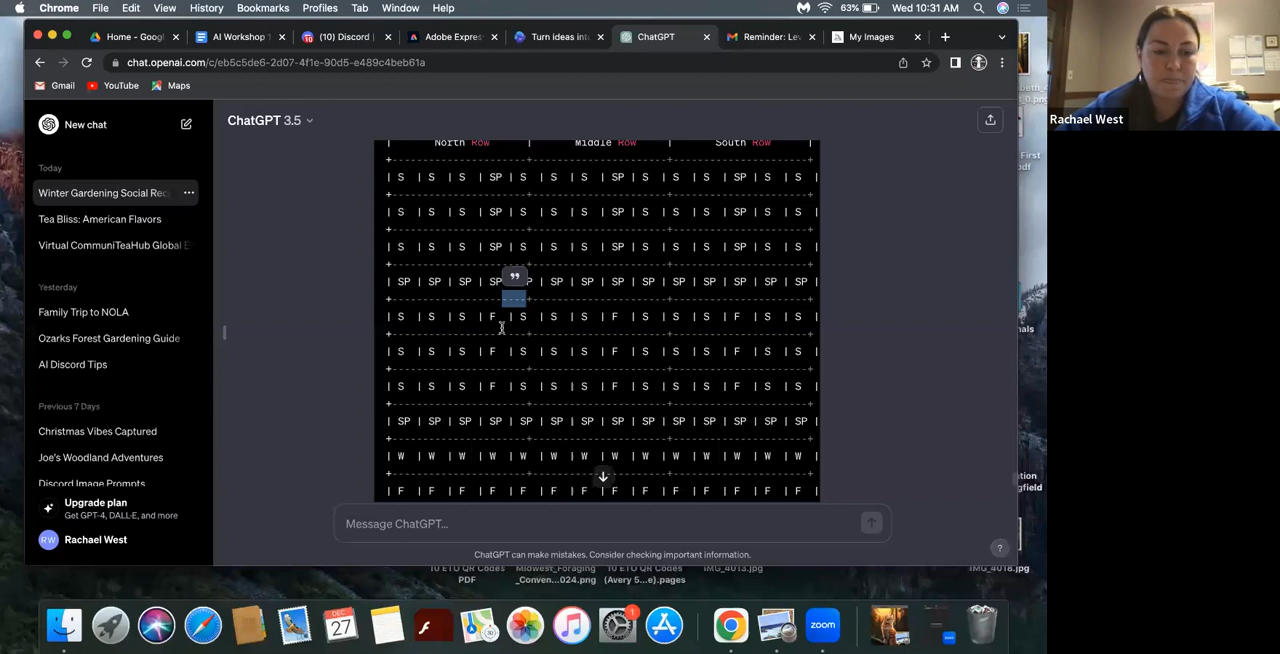 Chrome File Edit View History Bookmarks Profiles Tab Window Help 63% Wed 10:31 AM
Home - Googl AI Workshop T (10) Discord | Adobe Expres Turn ideas into ChatGPT Reminder: Lev My Images
chat.openai.com/c/eb5c5de6-2d07-4f1e-90d5-e489c4beb61a
Gmail YouTube Maps
Rachael West
New chat
ChatGPT 3.5
Today
Winter Gardening Social Rec
Tea Bliss: American Flavors
Virtual CommuniTeaHub Global E
Yesterday
Family Trip to NOLA
Ozarks Forest Gardening Guide
AI Discord Tips
Previous 7 Days
Christmas Vibes Captured
Joe's Woodland Adventures
Discord Image Prompts
Upgrade plan
Get GPT-4, DALL·E, and more
RW Rachael West
| North Row | Middle Row | South Row |
| S | S | S | SP | S | S | S | SP | S | S | S | SP | S | S |
| S | S | S | SP | S | S | S | SP | S | S | S | SP | S | S |
| S | S | S | SP | S | S | S | SP | S | S | S | SP | S | S |
| SP | SP | SP | SP P | SP | SP | SP | SP | SP | SP | SP | SP | SP |
| S | S | S | F | S | S | S | F | S | S | S | F | S | S |
| S | S | S | F | S | S | S | F | S | S | S | F | S | S |
| S | S | S | F | S | S | S | F | S | S | S | F | S | S |
| SP | SP | SP | SP | SP | SP | SP | SP | SP | SP | SP | SP | SP | SP |
| W | W | W | W | W | W | W | W | W | W | W | W | W | W |
| F | F | F | F | F | F | F | F | F | F | F | F | F | F |
Message ChatGPT...
ChatGPT can make mistakes. Consider checking important information.
?
10 ETO QR Codes
PDF
Midwest_Foraging
_Conven...024.png
10 ETO QR Codes
(Avery 5...e).pages
IMG_4013.jpg
IMG_4018.jpg
DEC
27
1
zoom